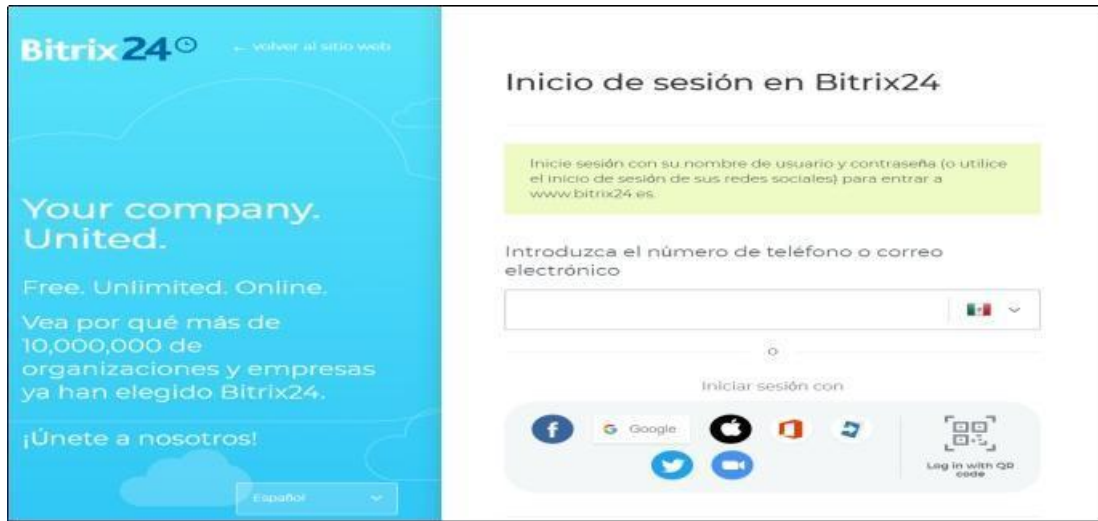 Bitrix24
← volver al sitio web
Your company.
United.
Free. Unlimited. Online.
Vea por qué más de
10,000,000 de
organizaciones y empresas
ya han elegido Bitrix24.
¡Únete a nosotros!
Español
Inicio de sesión en Bitrix24
Inicie sesión con su nombre de usuario y contraseña (o utilice
el inicio de sesión de sus redes sociales) para entrar a
www.bitrix24.es.
Introduzca el número de teléfono o correo
electrónico
o
Iniciar sesión con
Google
Log in with QR
code